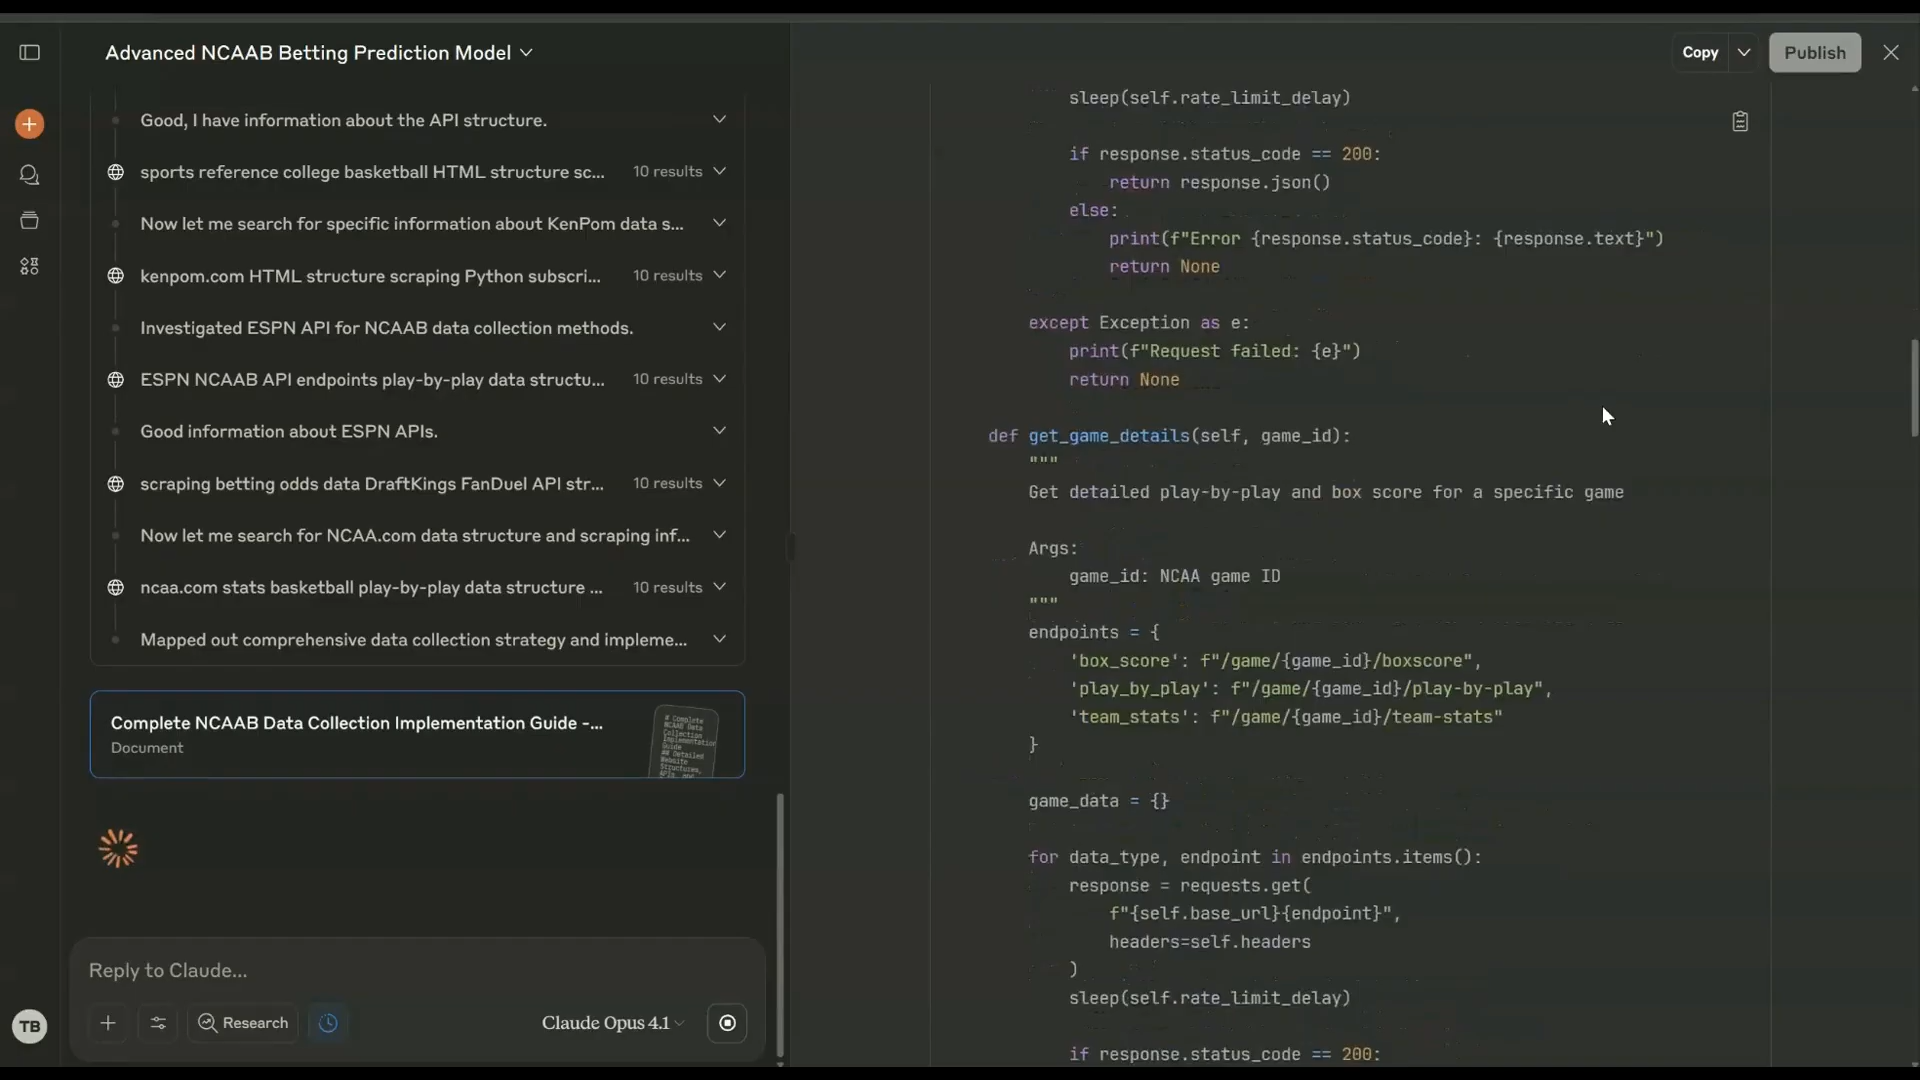 Advanced NCAAB Betting Prediction Model
Good, I have information about the API structure.
sports reference college basketball HTML structure sc... 10 results
Now let me search for specific information about KenPom data s...
kenpom.com HTML structure scraping Python subscri... 10 results
Investigated ESPN API for NCAAB data collection methods.
ESPN NCAAB API endpoints play-by-play data structu... 10 results
Good information about ESPN APIs.
scraping betting odds data DraftKings FanDuel API str... 10 results
Now let me search for NCAA.com data structure and scraping inf...
ncaa.com stats basketball play-by-play data structure ... 10 results
Mapped out comprehensive data collection strategy and impleme...
Complete NCAAB Data Collection Implementation Guide -...
Document
# Complete
NCAAB Data
Collection
Implementation
Guide
## Detailed
Website
Structures,
APIs, and
Reply to Claude...
Research
Claude Opus 4.1
TB
Copy
Publish
sleep(self.rate_limit_delay)
if response.status_code == 200:
return response.json()
else:
print(f"Error {response.status_code}: {response.text}")
return None
except Exception as e:
print(f"Request failed: {e}")
return None
def get_game_details(self, game_id):
"""
Get detailed play-by-play and box score for a specific game
Args:
game_id: NCAA game ID
"""
endpoints = {
'box_score': f"/game/{game_id}/boxscore",
'play_by_play': f"/game/{game_id}/play-by-play",
'team_stats': f"/game/{game_id}/team-stats"
}
game_data = {}
for data_type, endpoint in endpoints.items():
response = requests.get(
f"{self.base_url}{endpoint}",
headers=self.headers
)
sleep(self.rate_limit_delay)
if response.status_code == 200: